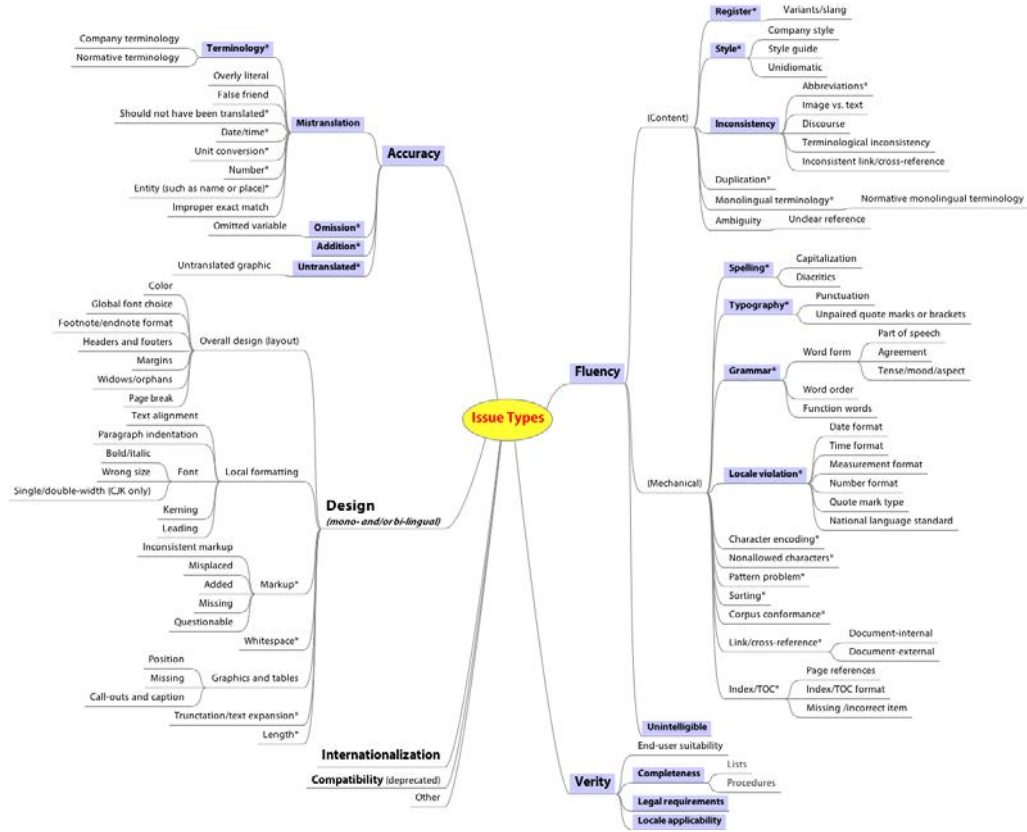 Issue Types
Accuracy
Terminology*
Company terminology
Normative terminology
Mistranslation
Overly literal
False friend
Should not have been translated*
Date/time*
Unit conversion*
Number*
Entity (such as name or place)*
Improper exact match
Omission*
Omitted variable
Addition*
Untranslated*
Untranslated graphic
Design
(mono- and/or bi-lingual)
Overall design (layout)
Color
Global font choice
Footnote/endnote format
Headers and footers
Margins
Widows/orphans
Page break
Local formatting
Text alignment
Paragraph indentation
Font
Bold/italic
Wrong size
Single/double-width (CJK only)
Kerning
Leading
Markup*
Inconsistent markup
Misplaced
Added
Missing
Questionable
Whitespace*
Graphics and tables
Position
Missing
Call-outs and caption
Trunctation/text expansion*
Length*
Internationalization
Compatibility (deprecated)
Other
Fluency
(Content)
Register*
Variants/slang
Style*
Company style
Style guide
Unidiomatic
Inconsistency
Abbreviations*
Image vs. text
Discourse
Terminological inconsistency
Inconsistent link/cross-reference
Duplication*
Monolingual terminology*
Normative monolingual terminology
Ambiguity
Unclear reference
(Mechanical)
Spelling*
Capitalization
Diacritics
Typography*
Punctuation
Unpaired quote marks or brackets
Grammar*
Word form
Part of speech
Agreement
Tense/mood/aspect
Word order
Function words
Locale violation*
Date format
Time format
Measurement format
Number format
Quote mark type
National language standard
Character encoding*
Nonallowed characters*
Pattern problem*
Sorting*
Corpus conformance*
Link/cross-reference*
Document-internal
Document-external
Index/TOC*
Page references
Index/TOC format
Missing /incorrect item
Unintelligible
Verity
End-user suitability
Completeness
Lists
Procedures
Legal requirements
Locale applicability